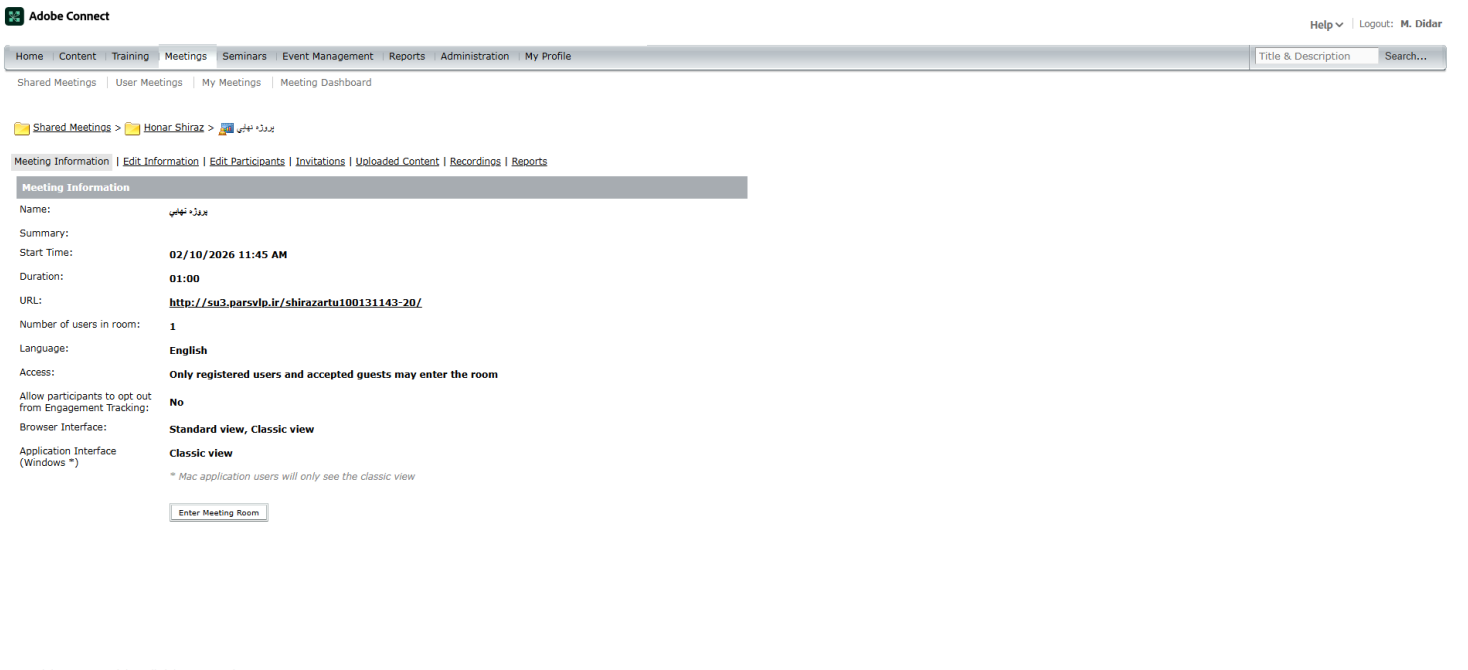 Adobe Connect
Help Logout: M. Didar
Home Content Training Meetings Seminars Event Management Reports Administration My Profile Title & Description Search...
Shared Meetings | User Meetings | My Meetings | Meeting Dashboard
Shared Meetings > Honar Shiraz > پروژه نهايي
Meeting Information | Edit Information | Edit Participants | Invitations | Uploaded Content | Recordings | Reports
Meeting Information
Name: پروژه نهايي
Summary:
Start Time: 02/10/2026 11:45 AM
Duration: 01:00
URL: http://su3.parsvlp.ir/shirazartu100131143-20/
Number of users in room: 1
Language: English
Access: Only registered users and accepted guests may enter the room
Allow participants to opt out
from Engagement Tracking: No
Browser Interface: Standard view, Classic view
Application Interface
(Windows *) Classic view
* Mac application users will only see the classic view
Enter Meeting Room